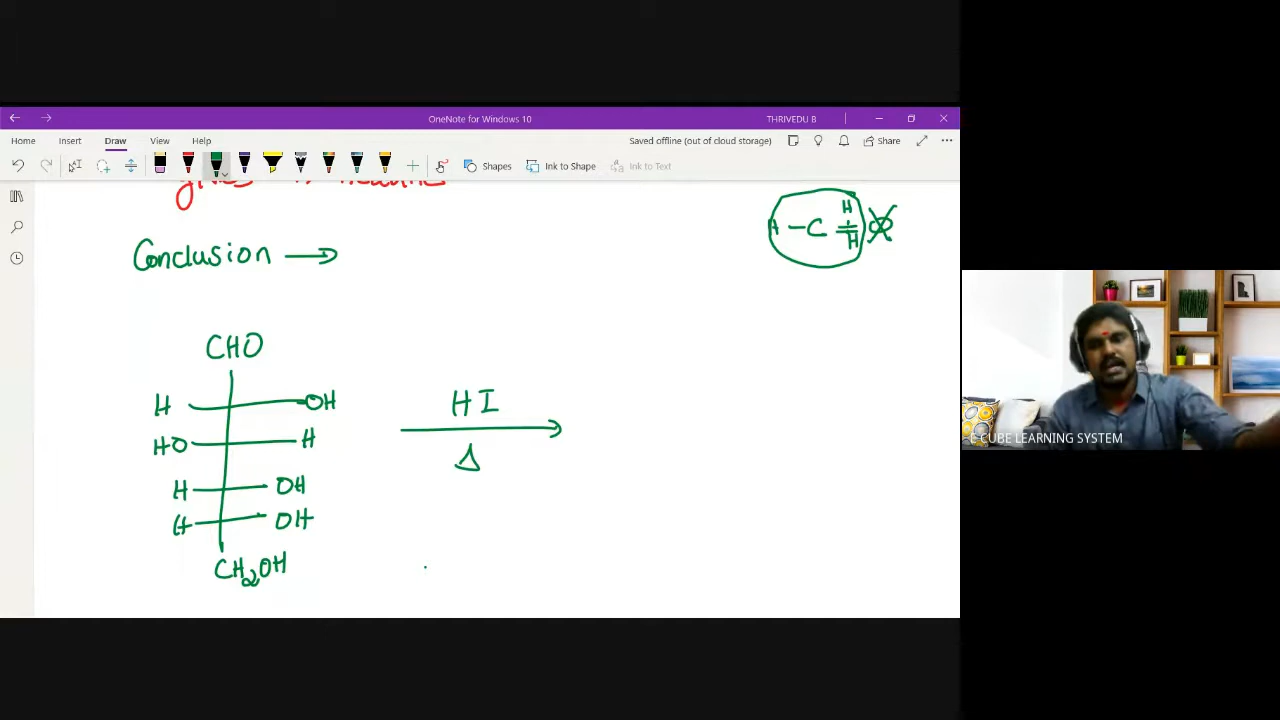 OneNote for Windows 10
THRIVEDU B
Home Insert Draw View Help
Saved offline (out of cloud storage)
Share
Shapes
Ink to Shape
Ink to Text
H
H – C
H
Conclusion →
CHO
H OH
HO H
H OH
H OH
CH₂OH
HI
Δ
E CUBE LEARNING SYSTEM